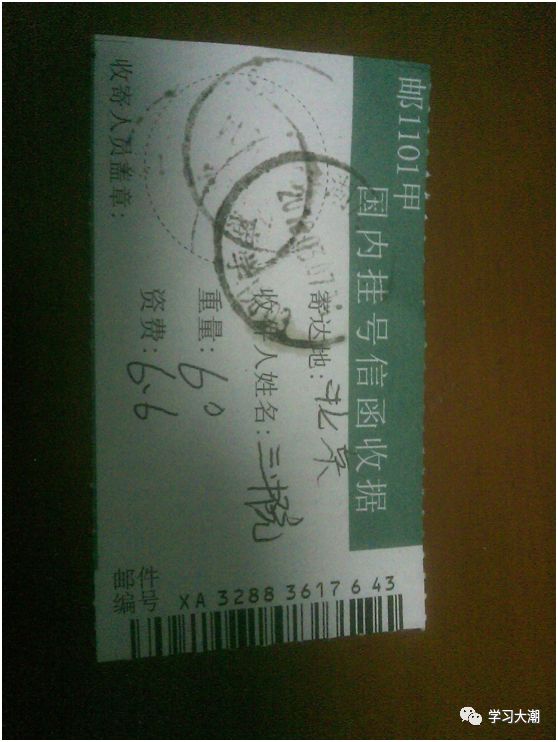 邮1101甲
国内挂号信函收据
寄达地：北京
收件人姓名：三院
重量：60
资费：6.6
收寄人员盖章：
邮件
编号
XA 3288 3617 6 43
学习大潮